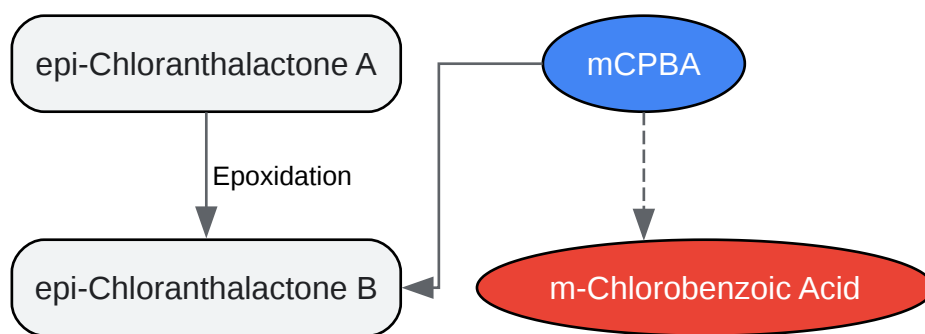 epi-Chloranthalactone A
mCPBA
Epoxidation
epi-Chloranthalactone B
m-Chlorobenzoic Acid